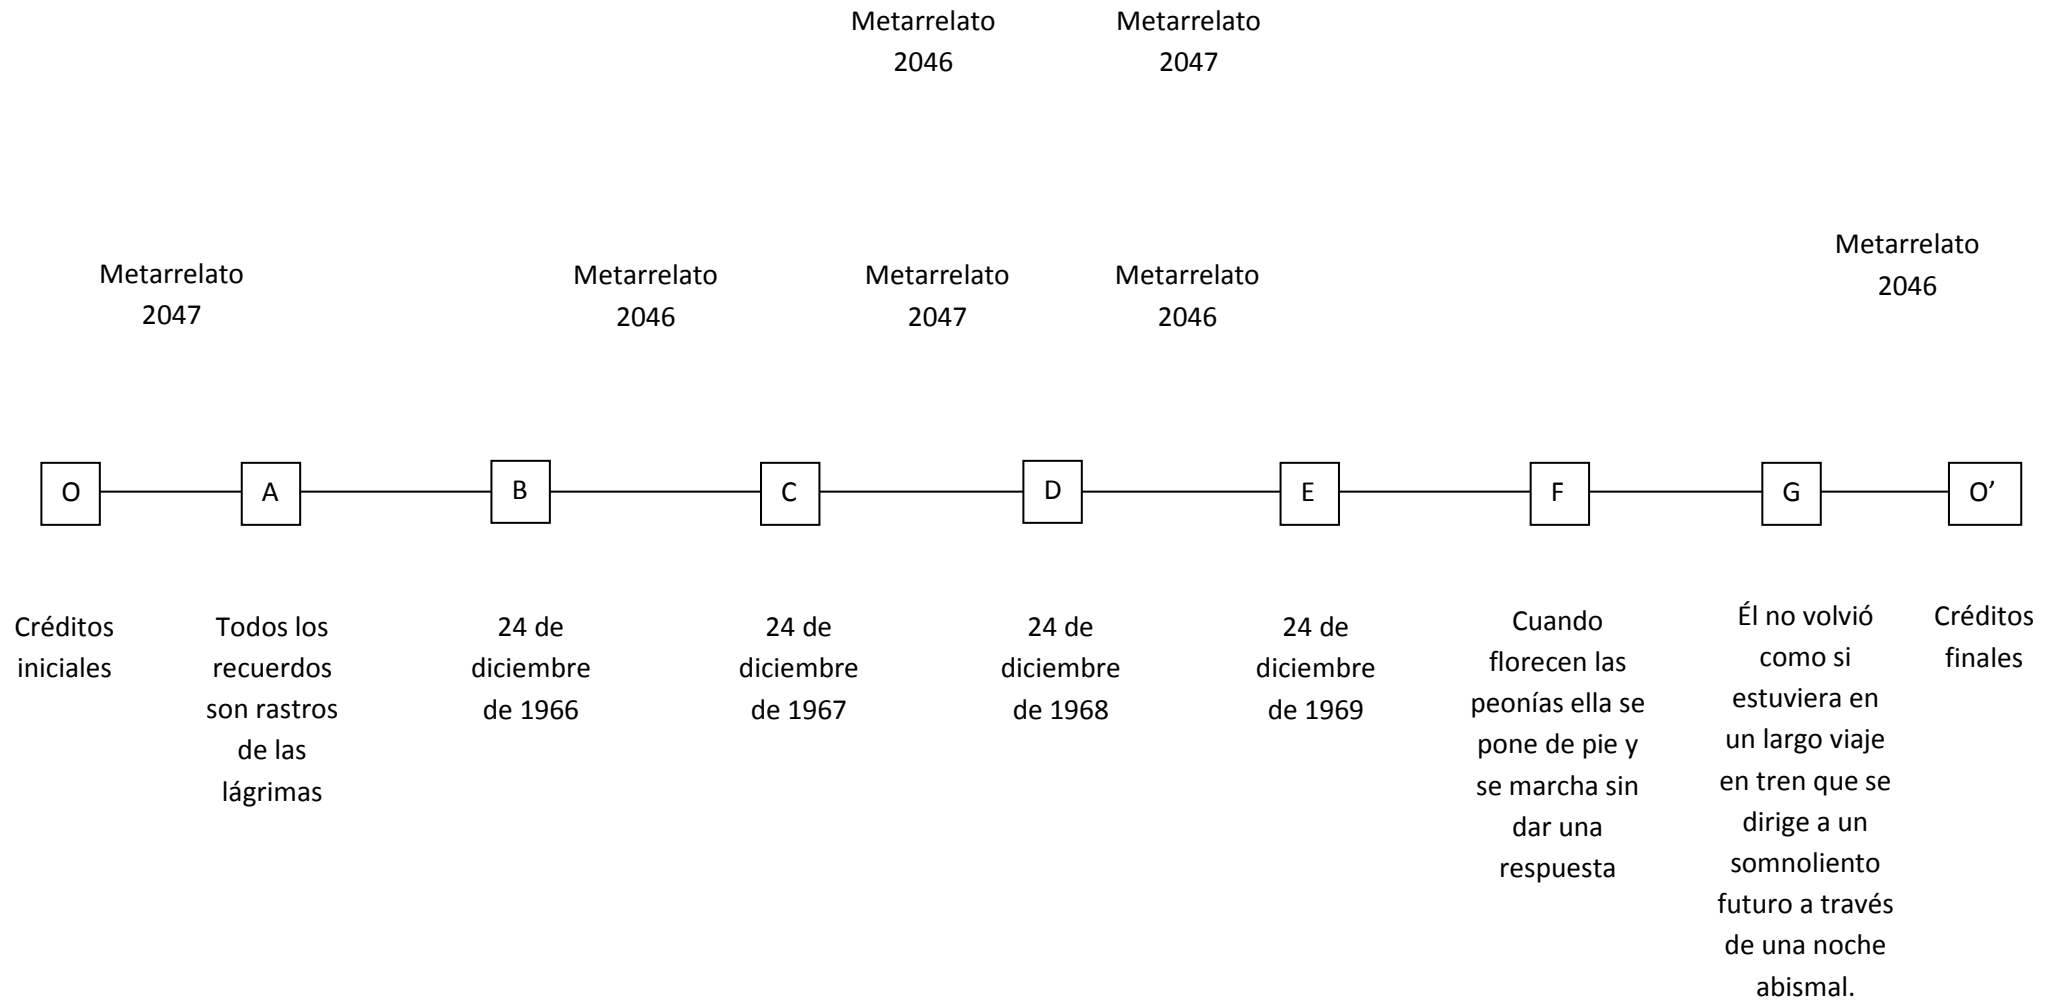 Metarrelato
2046
Metarrelato
2047
Metarrelato
2047
Metarrelato
2046
Metarrelato
2047
Metarrelato
2046
Metarrelato
2046
O
A
B
C
D
E
F
G
O’
Créditos
iniciales
Todos los
recuerdos
son rastros
de las
lágrimas
24 de
diciembre
de 1966
24 de
diciembre
de 1967
24 de
diciembre
de 1968
24 de
diciembre
de 1969
Cuando
florecen las
peonías ella se
pone de pie y
se marcha sin
dar una
respuesta
Él no volvió
como si
estuviera en
un largo viaje
en tren que se
dirige a un
somnoliento
futuro a través
de una noche
abismal.
Créditos
finales